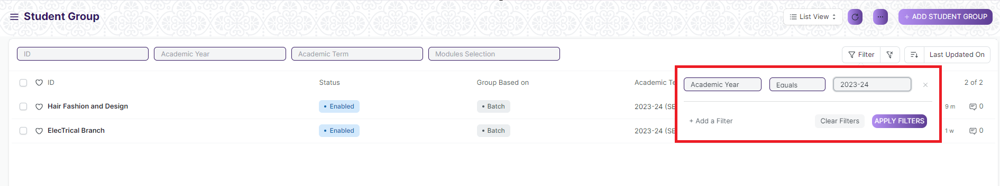 Student Group
List View
+ ADD STUDENT GROUP
ID
Academic Year
Academic Term
Modules Selection
Filter
Last Updated On
ID
Status
Group Based on
Academic Te
2 of 2
Academic Year
Equals
2023-24
Hair Fashion and Design
Enabled
Batch
2023-24 (SE
9 m
0
+ Add a Filter
Clear Filters
APPLY FILTERS
ElecTrical Branch
Enabled
Batch
2023-24 (SE
1 w
0